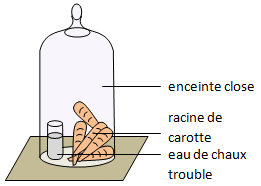 enceinte close
racine de
carotte
eau de chaux
trouble